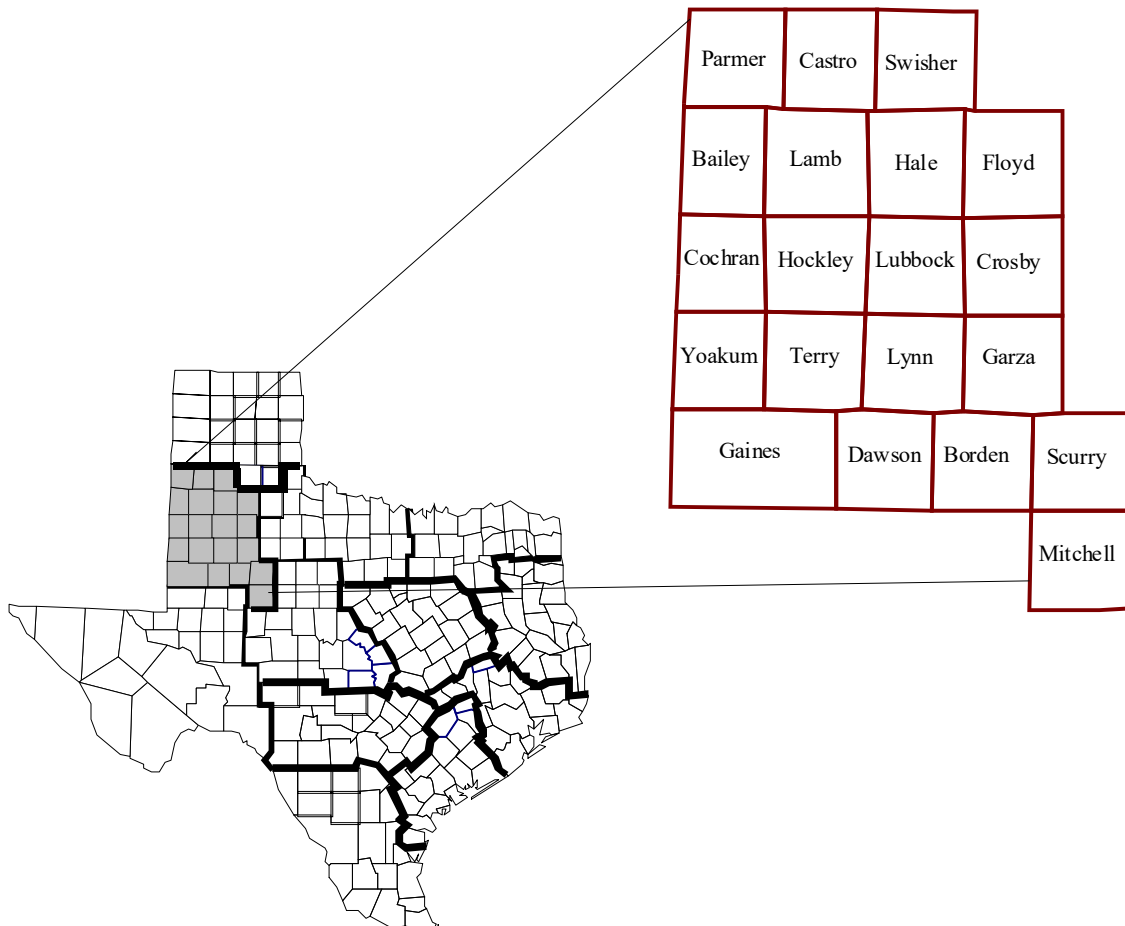 Parmer Castro Swisher
Bailey Lamb Hale Floyd
Cochran Hockley Lubbock Crosby
Yoakum Terry Lynn Garza
Gaines Dawson Borden Scurry
Mitchell